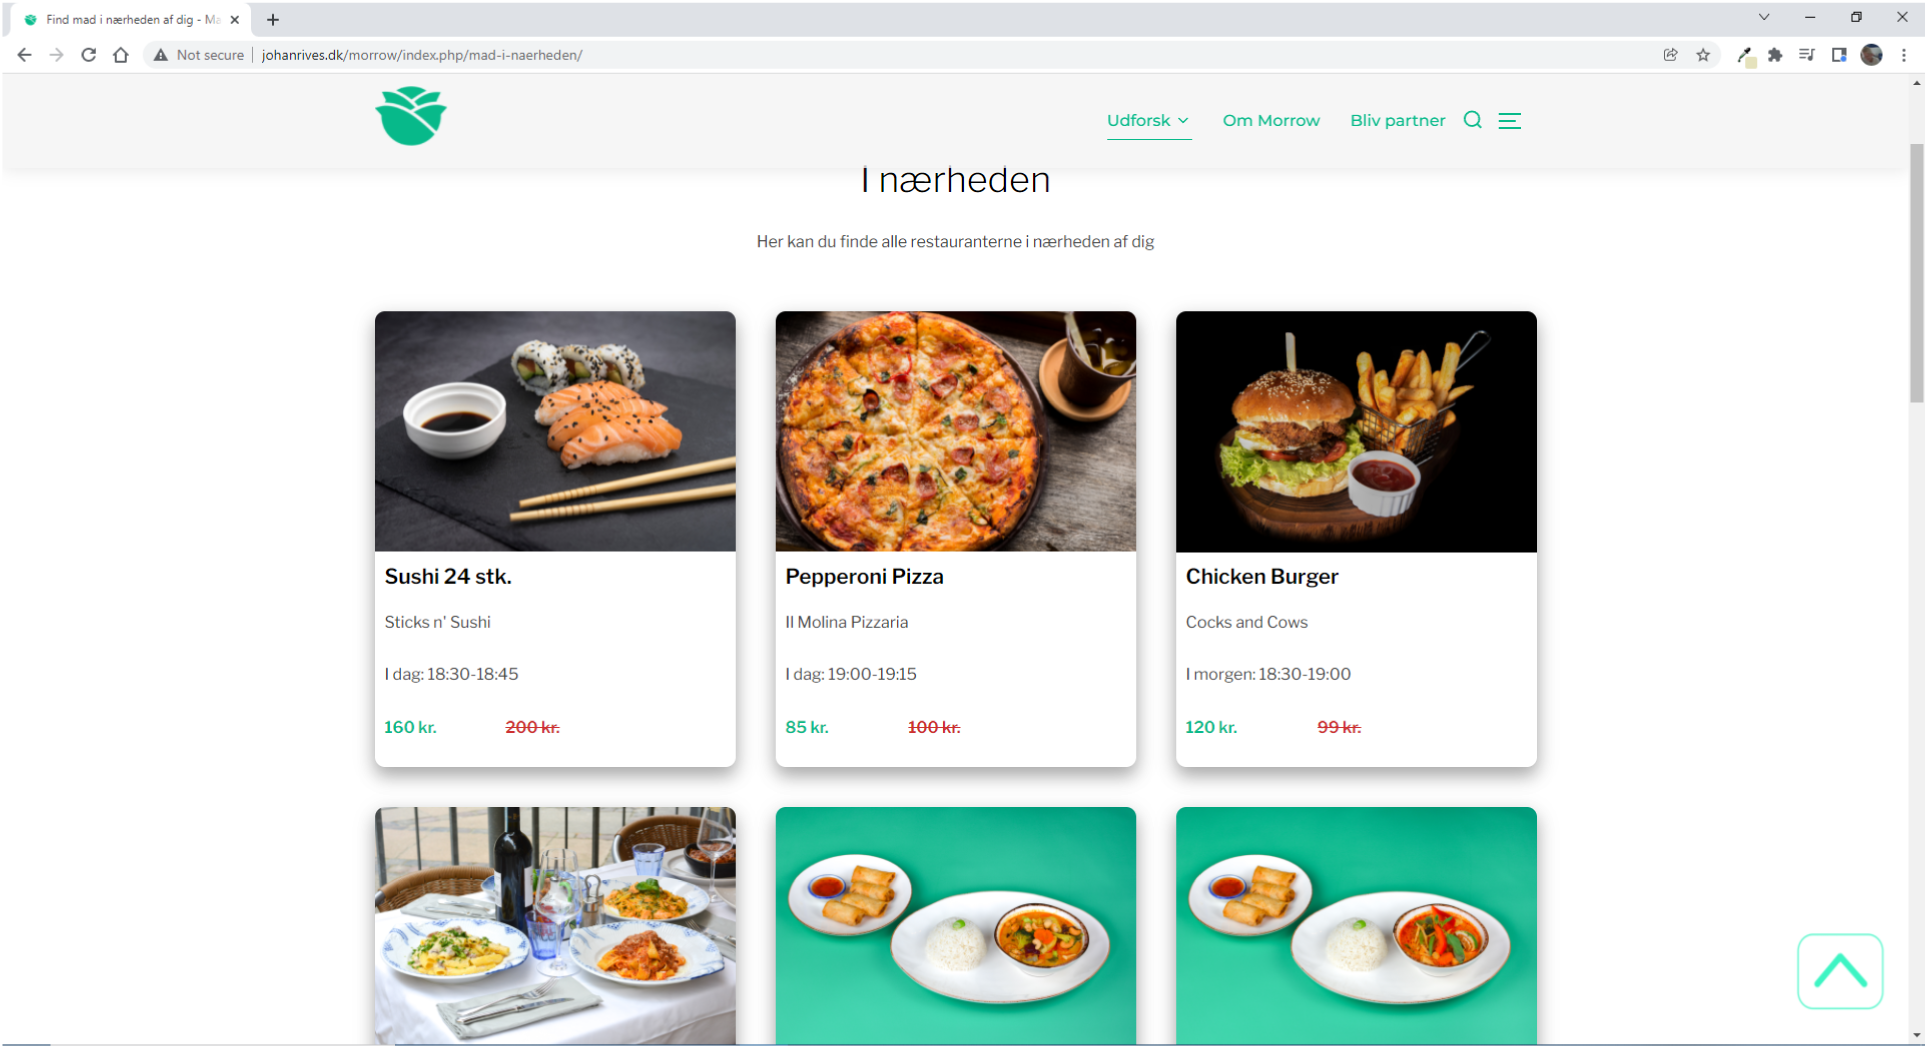 Find mad i nærheden af dig - Ma
Not secure
johanrives.dk/morrow/index.php/mad-i-naerheden/
Udforsk
Om Morrow
Bliv partner
I nærheden
Her kan du finde alle restauranterne i nærheden af dig
Sushi 24 stk.
Sticks n' Sushi
I dag: 18:30-18:45
160 kr. 200 kr.
Pepperoni Pizza
Il Molina Pizzaria
I dag: 19:00-19:15
85 kr. 100 kr.
Chicken Burger
Cocks and Cows
I morgen: 18:30-19:00
120 kr. 99 kr.